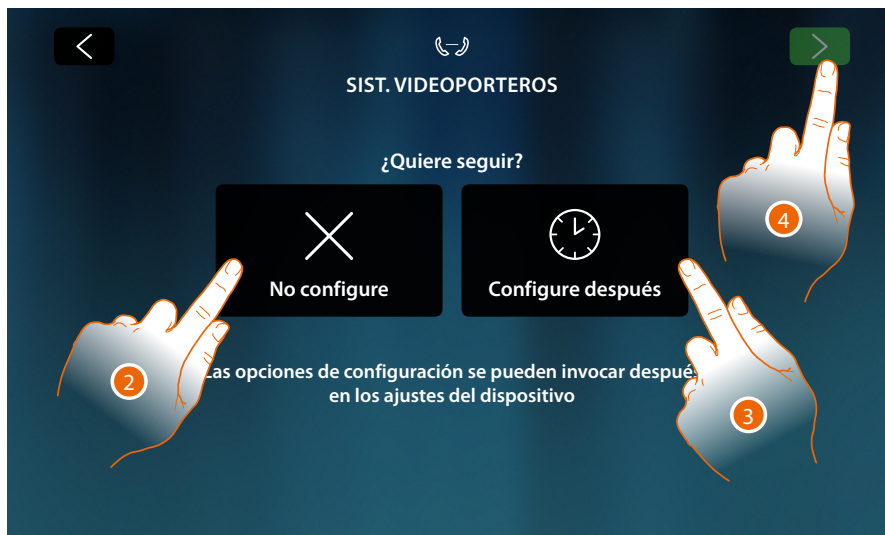 SIST. VIDEOPORTEROS
¿Quiere seguir?
No configure
Configure después
4
2
Las opciones de configuración se pueden invocar después
en los ajustes del dispositivo
3